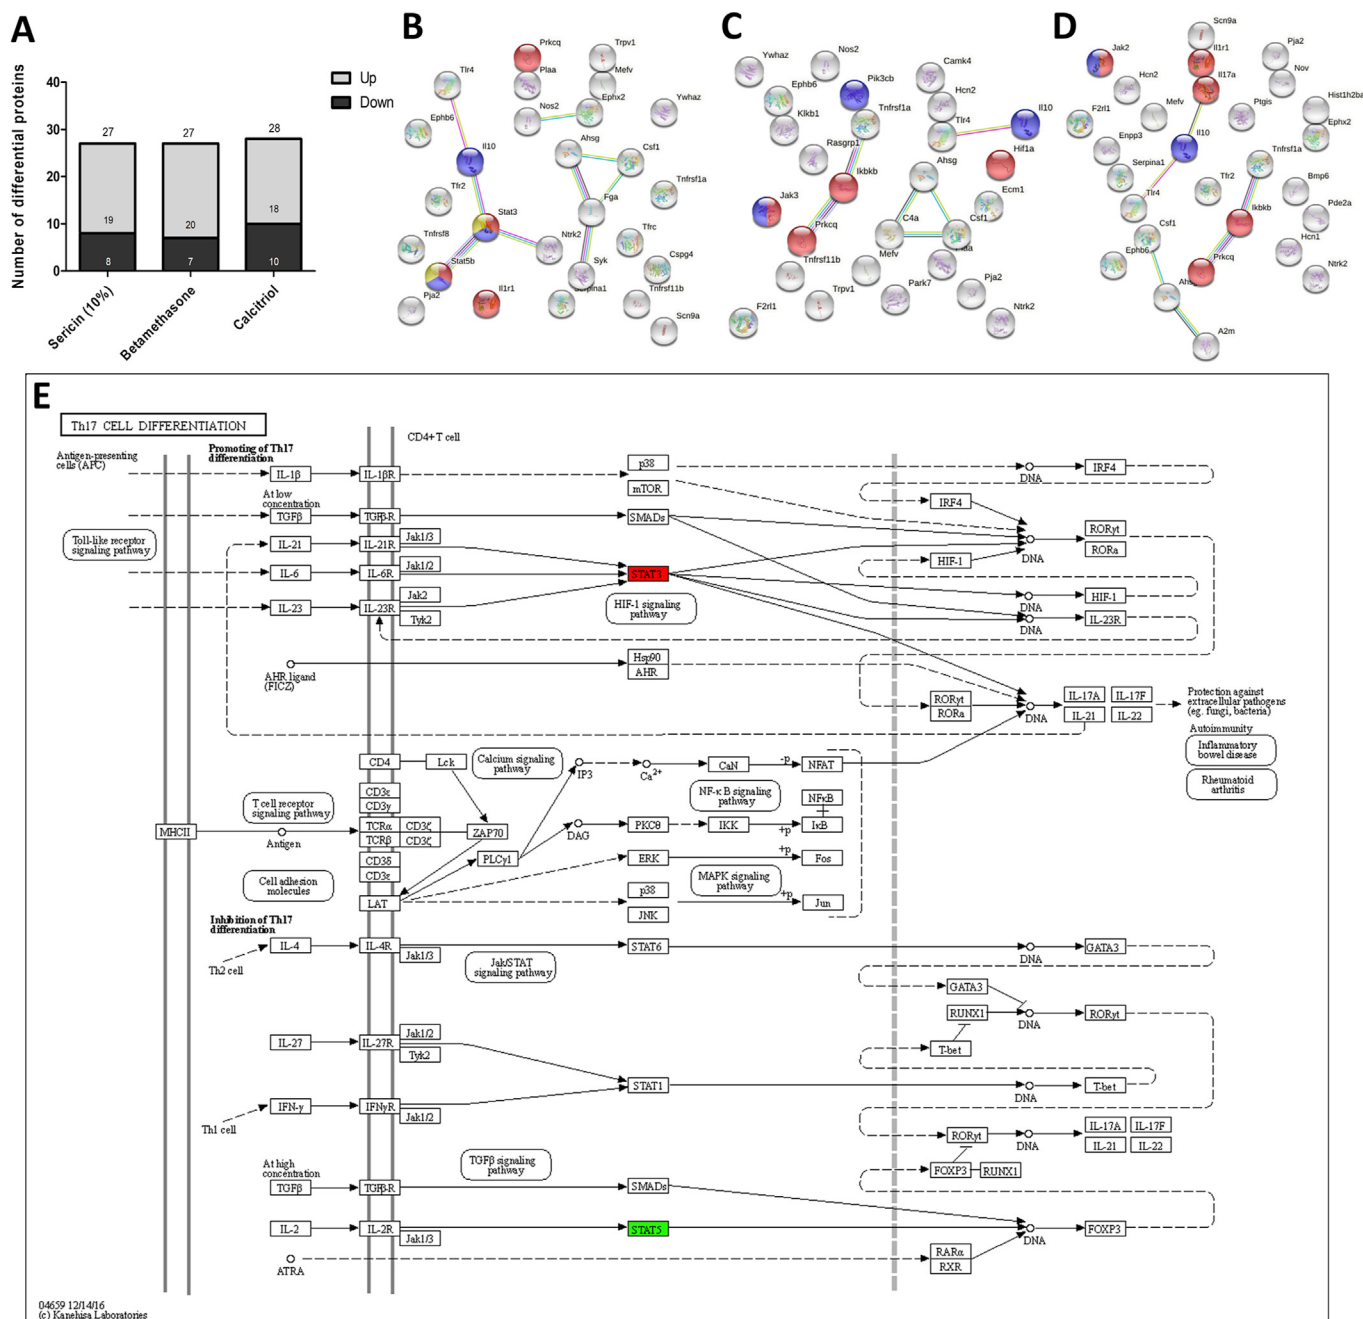 A
Number of differential proteins
40
30
20
10
0
27
27
28
19
20
18
8
7
10
Sericin (10%)
Betamethasone
Calcitriol
Up
Down
B
Prkcq
Trpv1
Tlr4
Plaa
Mefv
Nos2
Ephx2
Ywhaz
Ephb6
Ahsg
Csf1
Il10
Tfr2
Tnfrsf1a
Fga
Stat3
Tnfrsf8
Ntrk2
Tfrc
Stat5b
Syk
Cspg4
Pja2
Il1r1
Serpina1
Tnfrsf11b
Scn9a
C
Ywhaz
Nos2
Camk4
Ephb6
Pik3cb
Hcn2
Klkb1
Tnfrsf1a
Tlr4
Il10
Rasgrp1
Ahsg
Hif1a
Ikbkb
Jak3
Ecm1
Prkcq
C4a
Csf1
Tnfrsf11b
Mefv
Plaa
Trpv1
Park7
Pja2
F2rl1
Ntrk2
D
Scn9a
Jak2
Il1r1
Pja2
Hcn2
Il17a
Nov
F2rl1
Mefv
Ptgis
Hist1h2ba
Enpp3
Il10
Ephx2
Serpina1
Tnfrsf1a
Tlr4
Tfr2
Bmp6
Csf1
Ikbkb
Pde2a
Ephb6
Hcn1
Prkcq
Ahsg
Ntrk2
A2m
E
Th17 CELL DIFFERENTIATION
CD4+T cell
Antigen-presenting
cells (APC)
Promoting of Th17
differentiation
IL-1β
IL-1βR
p38
mTOR
DNA
IRF4
At low
concentration
TGFβ
TGFβ-R
SMADs
IRF4
RORγt
RORa
DNA
Toll-like receptor
signaling pathway
IL-21
IL-21R
Jak1/3
IL-6
IL-6R
Jak1/2
STAT3
HIF-1
DNA
HIF-1
IL-23
IL-23R
Jak2
Tyk2
HIF-1 signaling
pathway
DNA
IL-23R
AHR ligand
(FICZ)
Hsp90
AHR
RORγt
RORa
DNA
IL-17A
IL-17F
IL-21
IL-22
Protection against
extracellular pathogens
(eg. fungi, bacteria)
Autoimmunity
Inflammatory
bowel disease
Rheumatoid
arthritis
CD4
Lck
Calcium signaling
pathway
IP3
Ca2+
CaN
-p
NFAT
CD3ε
CD3γ
T cell receptor
signaling pathway
NF-κB signaling
pathway
NFκB
MHCII
Antigen
TCRα
CD3ζ
TCRβ
CD3ζ
ZAP70
DAG
PKCθ
IKK
+p
IκB
CD3δ
CD3ε
PLCγ1
ERK
+p
Fos
Cell adhesion
molecules
LAT
p38
JNK
MAPK signaling
pathway
+p
Jun
Inhibition of Th17
differentiation
Th2 cell
IL-4
IL-4R
Jak1/3
Jak/STAT
signaling pathway
STAT6
DNA
GATA3
GATA3
RUNX1
DNA
RORγt
T-bet
IL-27
IL-27R
Jak1/2
Tyk2
STAT1
DNA
T-bet
Th1 cell
IFN-γ
IFNγR
Jak1/2
RORγt
DNA
IL-17A
IL-17F
IL-21
IL-22
FOXP3
RUNX1
At high
concentration
TGFβ
TGFβ-R
TGFβ signaling
pathway
SMADs
IL-2
IL-2R
Jak1/3
STAT5
DNA
FOXP3
ATRA
RARα
RXR
04659 12/14/16
(c) Kanehisa Laboratories